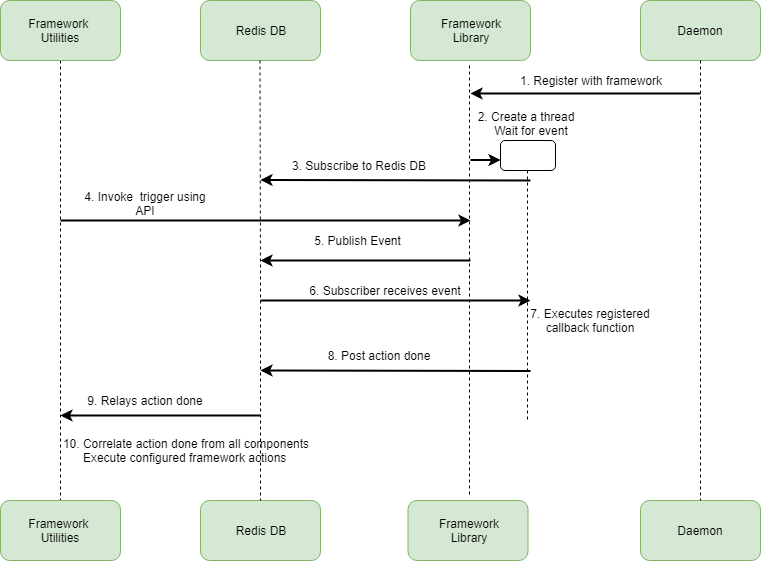 Framework
Utilities
Redis DB
Framework
Library
Daemon
1. Register with framework
2. Create a thread
Wait for event
3. Subscribe to Redis DB
4. Invoke trigger using
API
5. Publish Event
6. Subscriber receives event
7. Executes registered
callback function
8. Post action done
9. Relays action done
10. Correlate action done from all components
Execute configured framework actions
Framework
Utilities
Redis DB
Framework
Library
Daemon